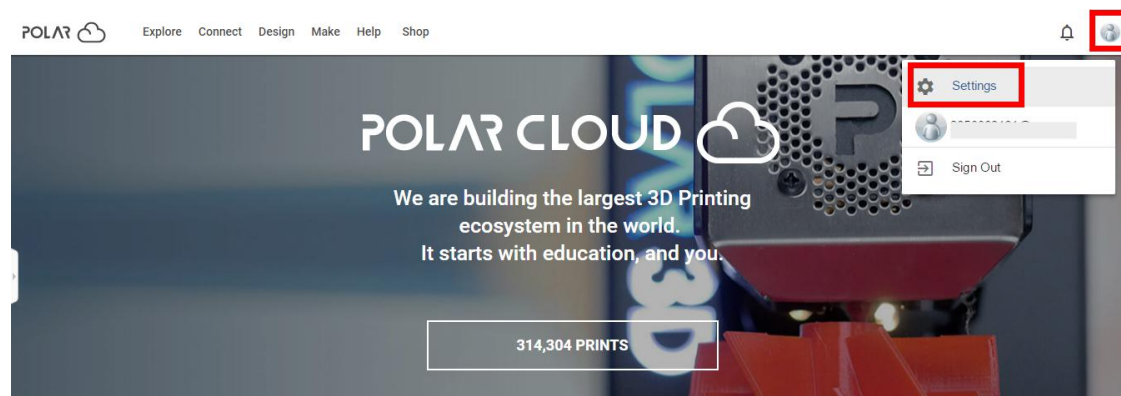 POLAR
Explore Connect Design Make Help Shop
Settings
Sign Out
POLAR CLOUD
We are building the largest 3D Printing
ecosystem in the world.
It starts with education, and you.
314,304 PRINTS